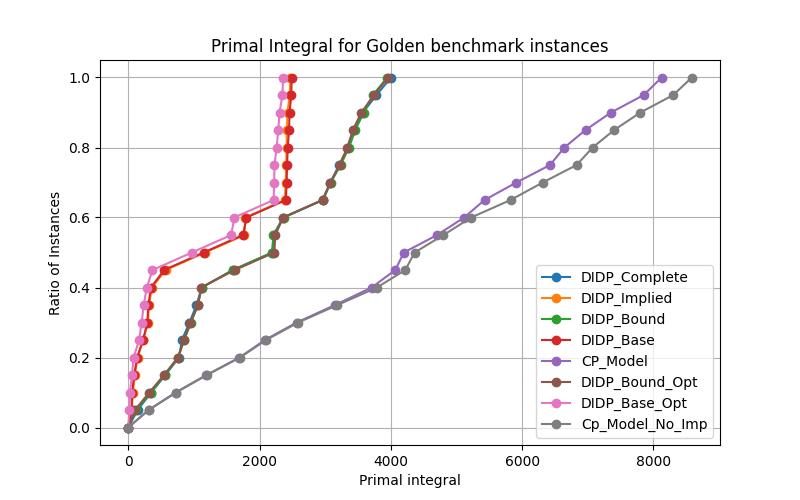 Primal Integral for Golden benchmark instances
Ratio of Instances
1.0
0.8
0.6
0.4
0.2
0.0
0
2000
4000
6000
8000
Primal integral
DIDP_Complete
DIDP_Implied
DIDP_Bound
DIDP_Base
CP_Model
DIDP_Bound_Opt
DIDP_Base_Opt
Cp_Model_No_Imp